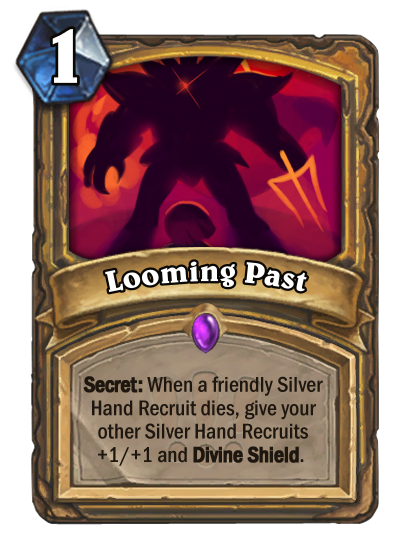 1
Looming Past
Secret: When a friendly Silver
Hand Recruit dies, give your
other Silver Hand Recruits
+1/+1 and Divine Shield.